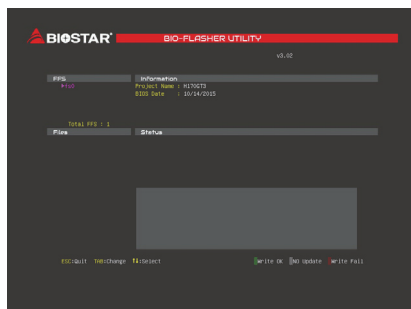 BIOSTAR
BIO-FLASHER UTILITY
v3.02
FFS Information
Fs0 Project Name : H170GT3
BIOS Date : 10/14/2015
Total FFS : 1
Files Status
ESC:Quit TAB:Change ↑↓:Select Write OK NO Update Write Fail